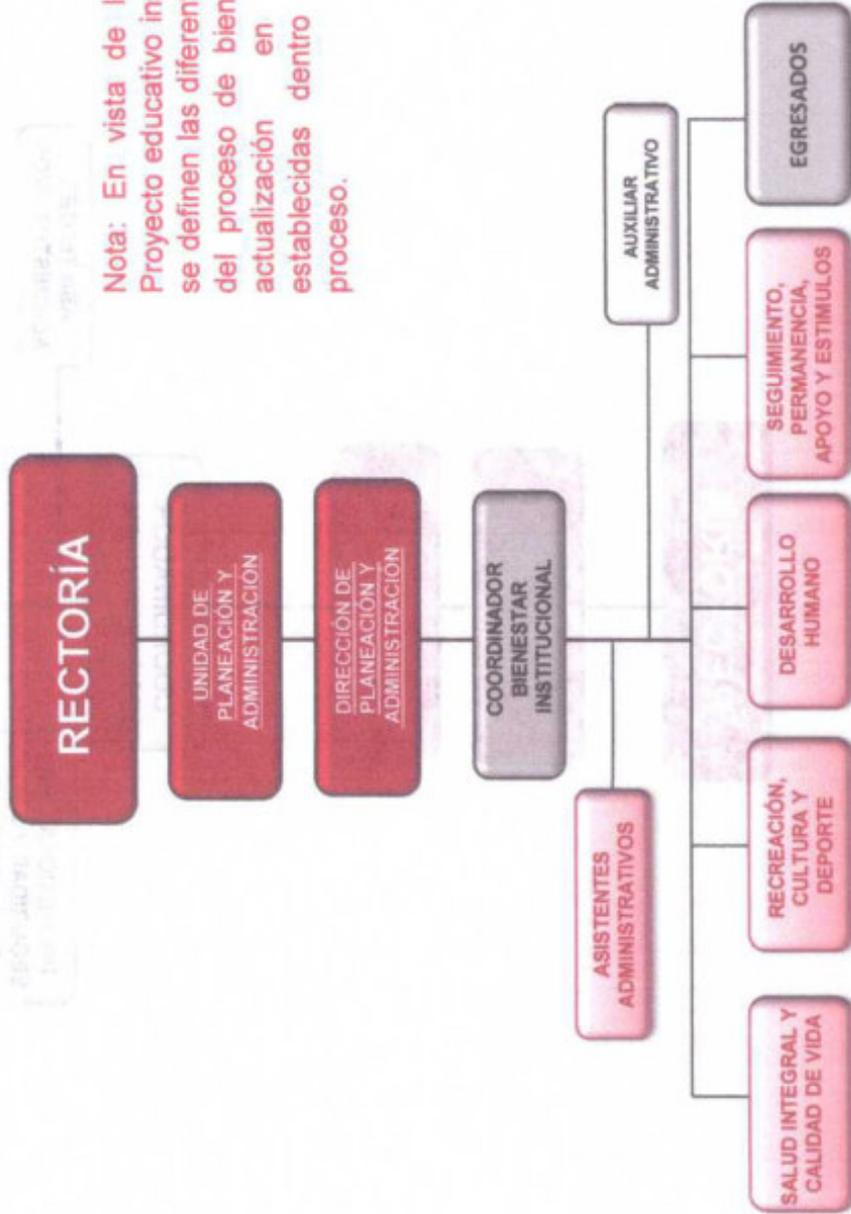 RECTORÍA
UNIDAD DE
PLANEACIÓN Y
ADMINISTRACIÓN
DIRECCIÓN DE
PLANEACIÓN Y
ADMINISTRACIÓN
COORDINADOR
BIENESTAR
INSTITUCIONAL
ASISTENTES
ADMINISTRATIVOS
AUXILIAR
ADMINISTRATIVO
SALUD INTEGRAL Y
CALIDAD DE VIDA
RECREACIÓN,
CULTURA Y
DEPORTE
DESARROLLO
HUMANO
SEGUIMIENTO,
PERMANENCIA,
APOYO Y ESTIMULOS
EGRESADOS
Nota: En vista de
Proyecto educativo
se definen las
del proceso de
actualización en
establecidas dentro
proceso.